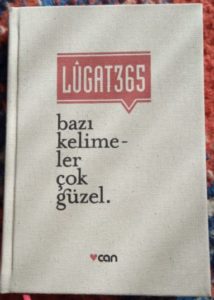 LÛGAT365
bazı
kelime-
ler
çok
güzel.
can